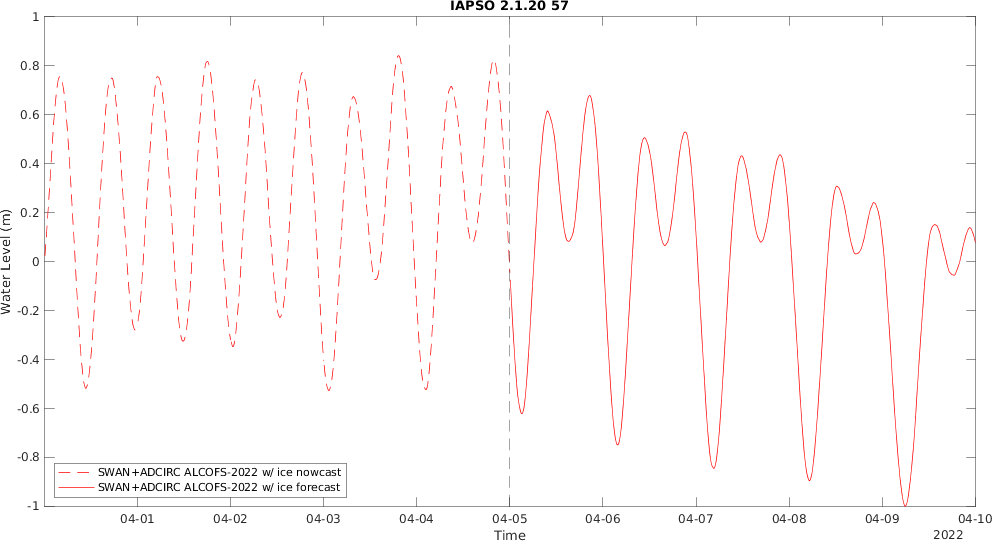 IAPSO 2.1.20 57
1
0.8
0.6
0.4
0.2
0
-0.2
-0.4
-0.6
-0.8
-1
Water Level (m)
SWAN+ADCIRC ALCOFS-2022 w/ ice nowcast
SWAN+ADCIRC ALCOFS-2022 w/ ice forecast
04-01 04-02 04-03 04-04 04-05 04-06 04-07 04-08 04-09 04-10
Time
2022